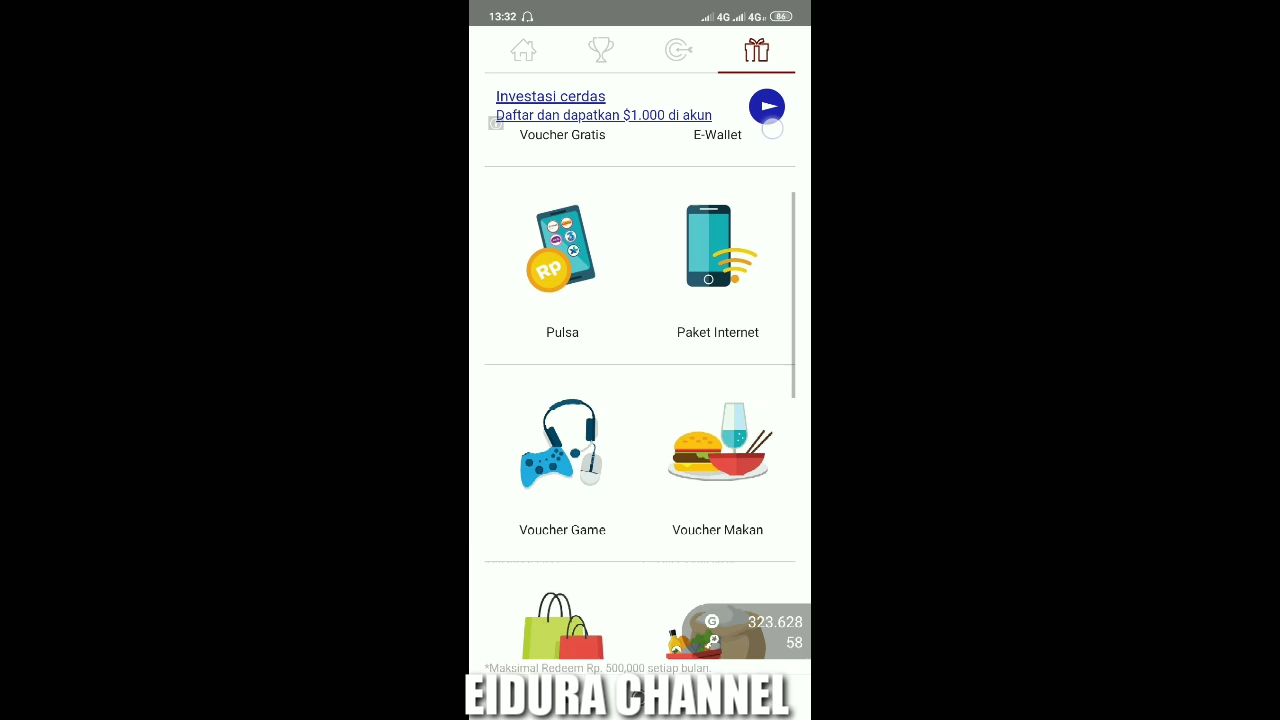 13:32 4G 4G 86
Investasi cerdas
Daftar dan dapatkan $1.000 di akun
Voucher Gratis E-Wallet
Rp
Pulsa Paket Internet
Voucher Game Voucher Makan
G 323.628
58
*Maksimal Redeem Rp. 500,000 setiap bulan.
EIDURA CHANNEL